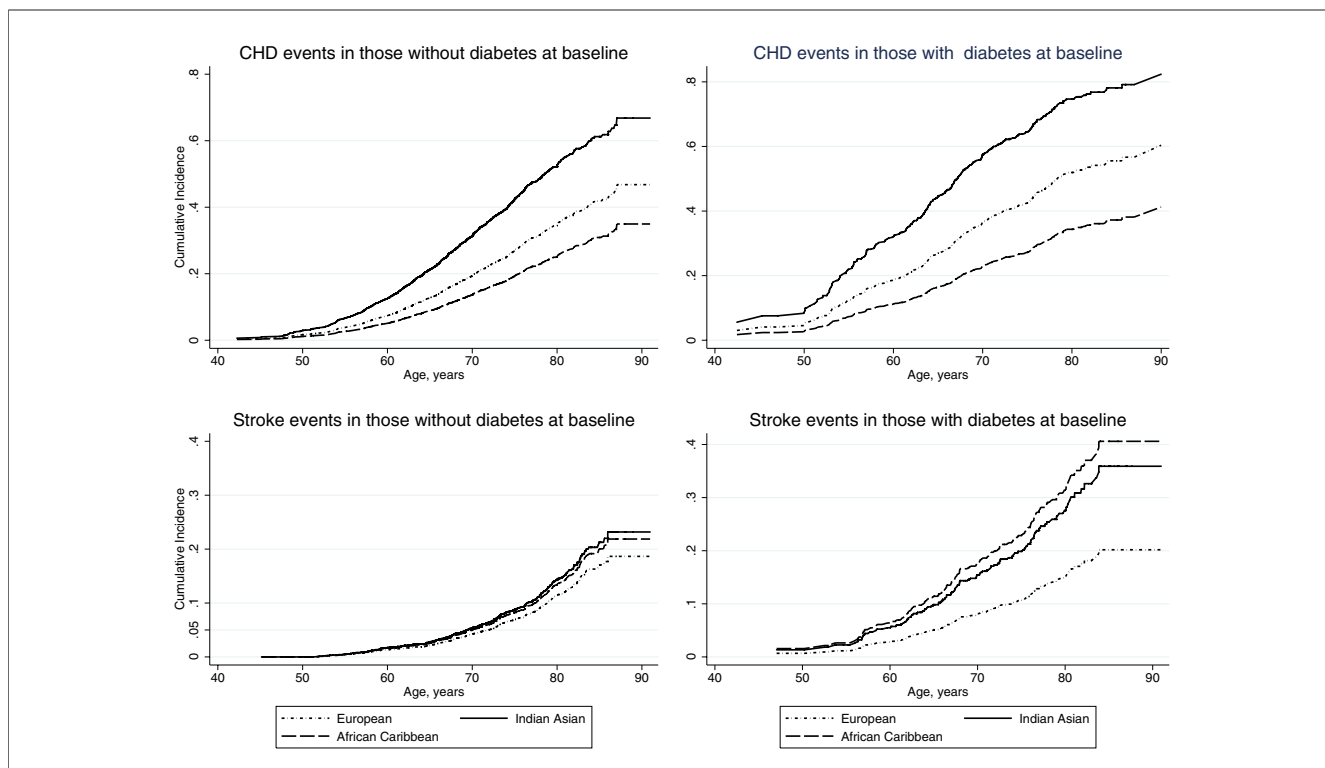 CHD events in those without diabetes at baseline
Cumulative Incidence
.8
.6
.4
.2
0
40 50 60 70 80 90
Age, years
CHD events in those with  diabetes at baseline
.8
.6
.4
.2
0
40 50 60 70 80 90
Age, years
Stroke events in those without diabetes at baseline
Cumulative Incidence
.4
.3
.2
.1
.05
0
40 50 60 70 80 90
Age, years
Stroke events in those with diabetes at baseline
.4
.3
.2
.1
0
40 50 60 70 80 90
Age, years
European Indian Asian
African Caribbean
European Indian Asian
African Caribbean